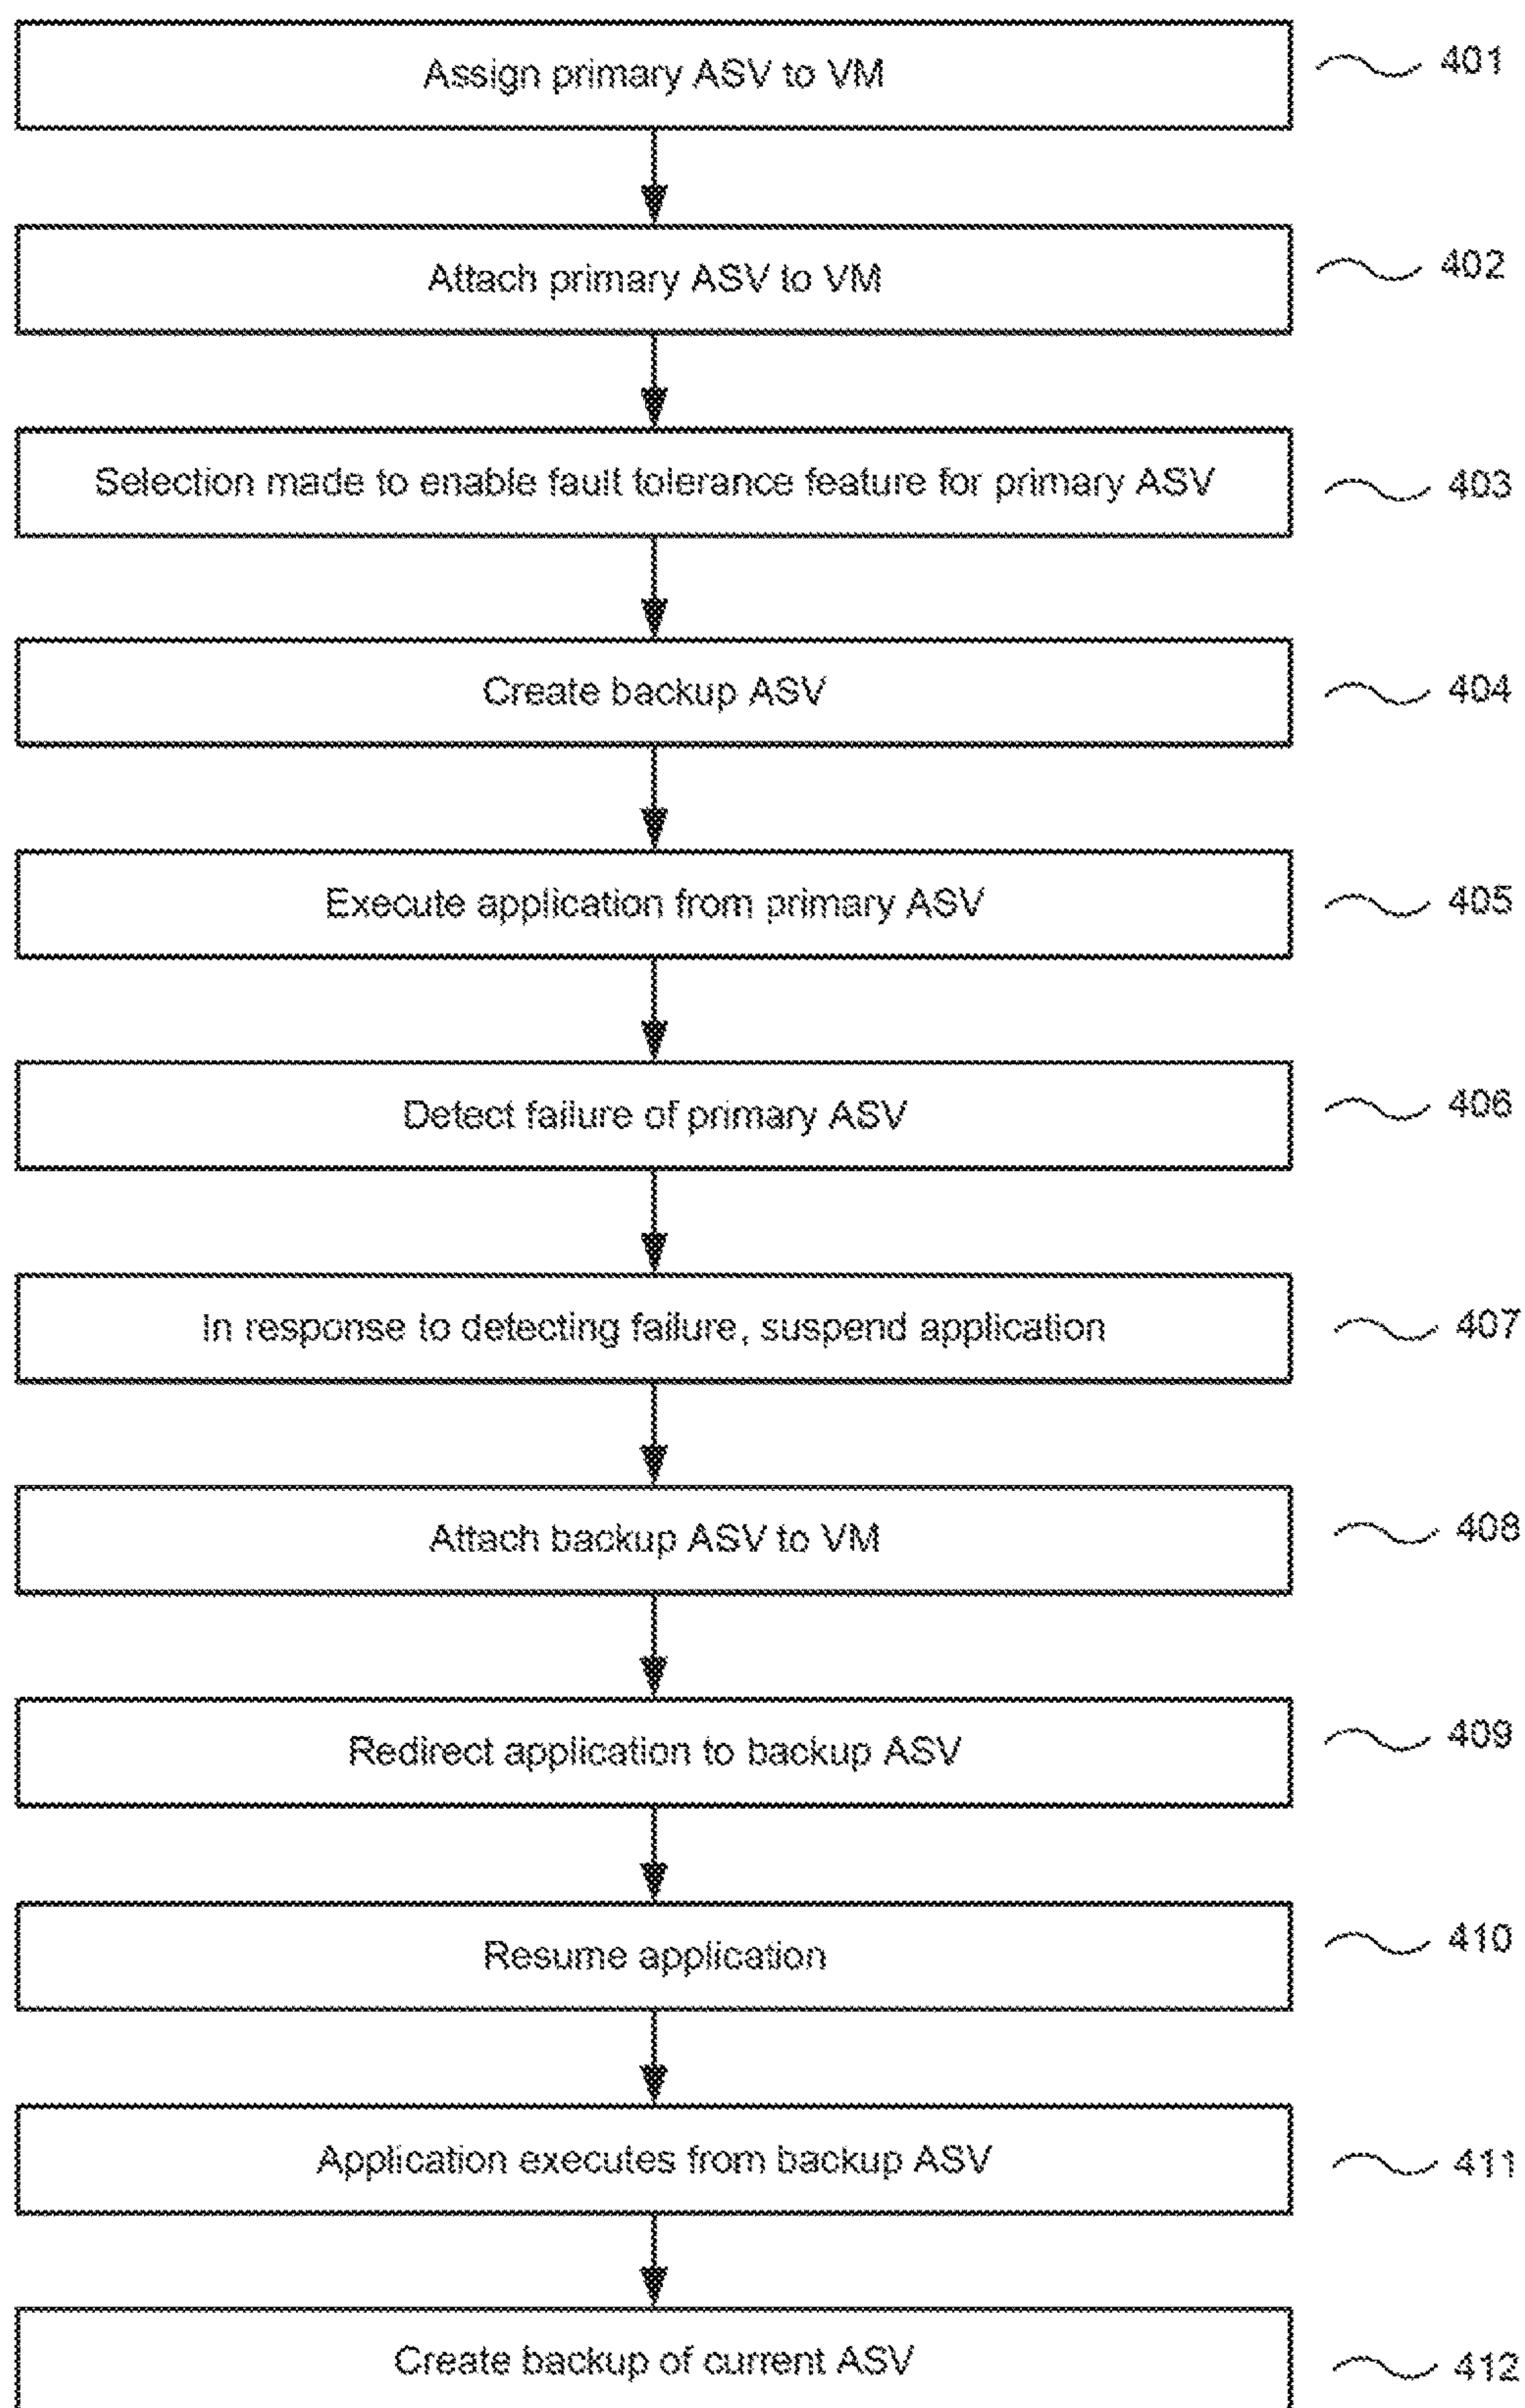 Assign primary ASV to VM
401
Attach primary ASV to VM
402
Selection made to enable fault tolerance feature for primary ASV
403
Create backup ASV
404
Execute application from primary ASV
405
Detect failure of primary ASV
406
In response to detecting failure, suspend application
407
Attach backup ASV to VM
408
Redirect application to backup ASV
409
Resume application
410
Application executes from backup ASV
411
Create backup of current ASV
412